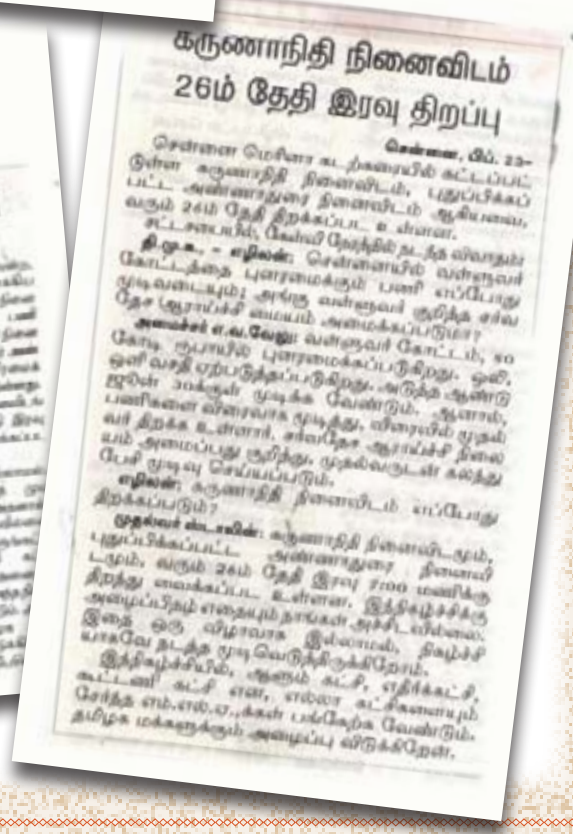 கருணாநிதி நினைவிடம்
26ம் தேதி இரவு திறப்பு
சென்னை, பிப். 23–
சென்னை மெரினா கடற்கரையில் கட்டப்பட்
டுள்ள கருணாநிதி நினைவிடம், புதுப்பிக்கப்
பட்ட அண்ணாதுரை நினைவிடம் ஆகியவை,
வரும் 26ம் தேதி திறக்கப்பட உள்ளன.
சட்டசபையில், கேள்வி நேரத்தில் நடந்த விவாதம்:
தி.மு.க., – எழிலன்: சென்னையில் வள்ளுவர்
கோட்டத்தை புனரமைக்கும் பணி எப்போது
முடிவடையும்; அங்கு வள்ளுவர் குறித்த சர்வ
தேச ஆராய்ச்சி மையம் அமைக்கப்படுமா?
அமைச்சர் எ.வ.வேலு: வள்ளுவர் கோட்டம், 80
கோடி ரூபாயில் புனரமைக்கப்படுகிறது. ஒலி,
ஒளி வசதி ஏற்படுத்தப்படுகிறது. அடுத்த ஆண்டு
ஜூன் 30க்குள் முடிக்க வேண்டும். ஆனால்,
பணிகளை விரைவாக முடித்து, விரைவில் முதல்
வர் திறக்க உள்ளார். சர்வதேச ஆராய்ச்சி நிலை
யம் அமைப்பது குறித்து, முதல்வருடன் கலந்து
பேசி முடிவு செய்யப்படும்.
எழிலன்: கருணாநிதி நினைவிடம் எப்போது
திறக்கப்படும்?
முதல்வர் ஸ்டாலின்: கருணாநிதி நினைவிடமும்,
புதுப்பிக்கப்பட்ட அண்ணாதுரை நினைவி
டமும், வரும் 26ம் தேதி இரவு 7:00 மணிக்கு
திறந்து வைக்கப்பட உள்ளன. இந்நிகழ்ச்சிக்கு
அழைப்பிதழ் எதையும் நாங்கள் அச்சிடவில்லை.
இதை ஒரு விழாவாக இல்லாமல், நிகழ்ச்சி
யாகவே நடத்த முடிவெடுத்திருக்கிறோம்.
இந்நிகழ்ச்சியில், ஆளும் கட்சி, எதிர்க்கட்சி,
கூட்டணி கட்சி என, எல்லா கட்சிகளையும்
சேர்ந்த எம்.எல்.ஏ.,க்கள் பங்கேற்க வேண்டும்.
தமிழக மக்களுக்கும் அழைப்பு விடுக்கிறேன்.